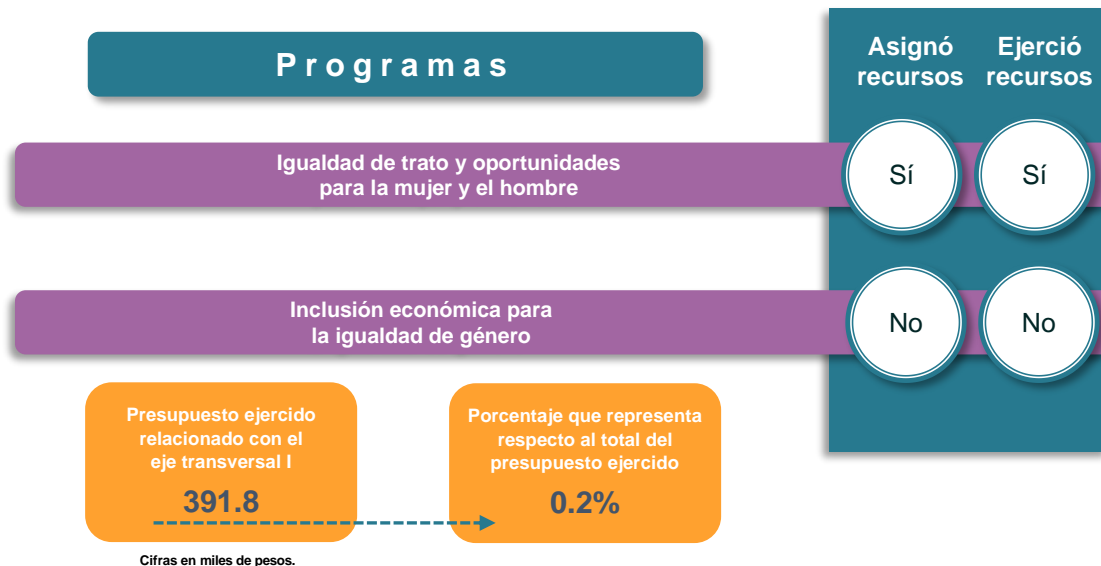 Programas
Asignó
recursos
Ejerció
recursos
Igualdad de trato y oportunidades
para la mujer y el hombre
Sí
Sí
Inclusión económica para
la igualdad de género
No
No
Presupuesto ejercido
relacionado con el
eje transversal I
391.8
Porcentaje que representa
respecto al total del
presupuesto ejercido
0.2%
Cifras en miles de pesos.